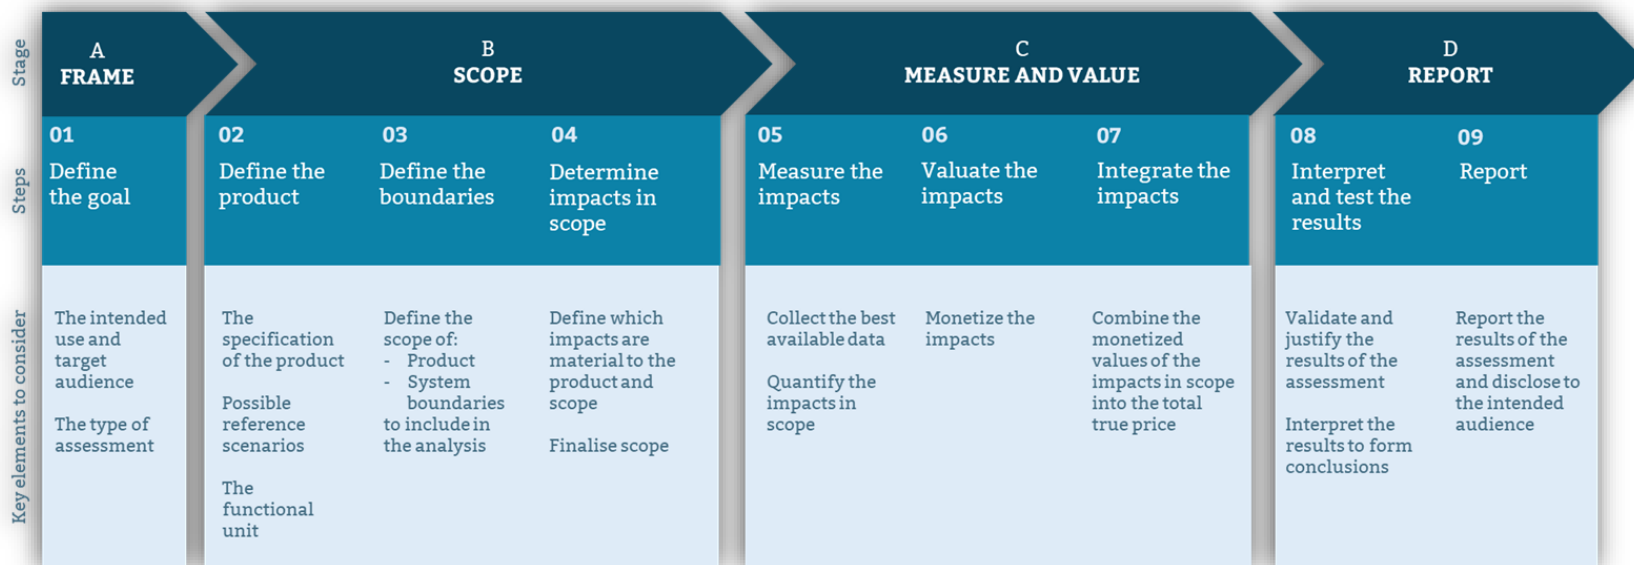 Stage
A
FRAME
B
SCOPE
C
MEASURE AND VALUE
D
REPORT
Steps
01
Define
the goal
02
Define the
product
03
Define the
boundaries
04
Determine
impacts in
scope
05
Measure the
impacts
06
Valuate the
impacts
07
Integrate the
impacts
08
Interpret
and test the
results
09
Report
Key elements to consider
The intended
use and
target
audience
The type of
assessment
The
specification
of the product
Possible
reference
scenarios
The
functional
unit
Define the
scope of:
- Product
- System
boundaries
to include in
the analysis
Define which
impacts are
material to the
product and
scope
Finalise scope
Collect the best
available data
Quantify the
impacts in
scope
Monetize the
impacts
Combine the
monetized
values of the
impacts in scope
into the total
true price
Validate and
justify the
results of the
assessment
Interpret the
results to form
conclusions
Report the
results of the
assessment
and disclose to
the intended
audience